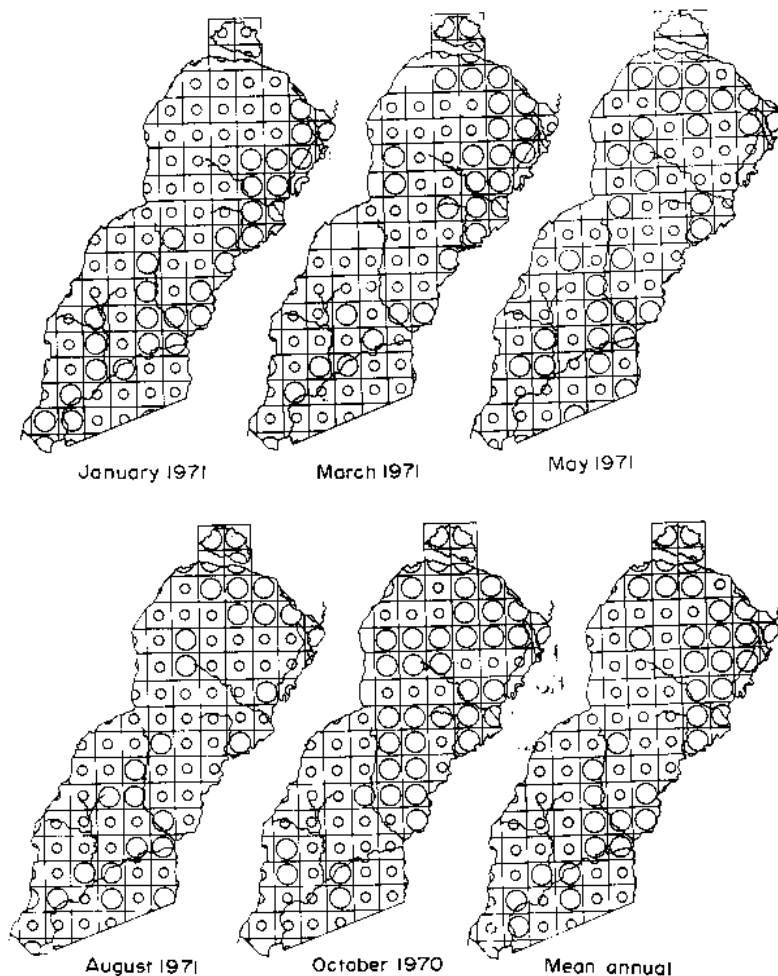 January 1971
March 1971
May 1971
August 1971
October 1970
Mean annual